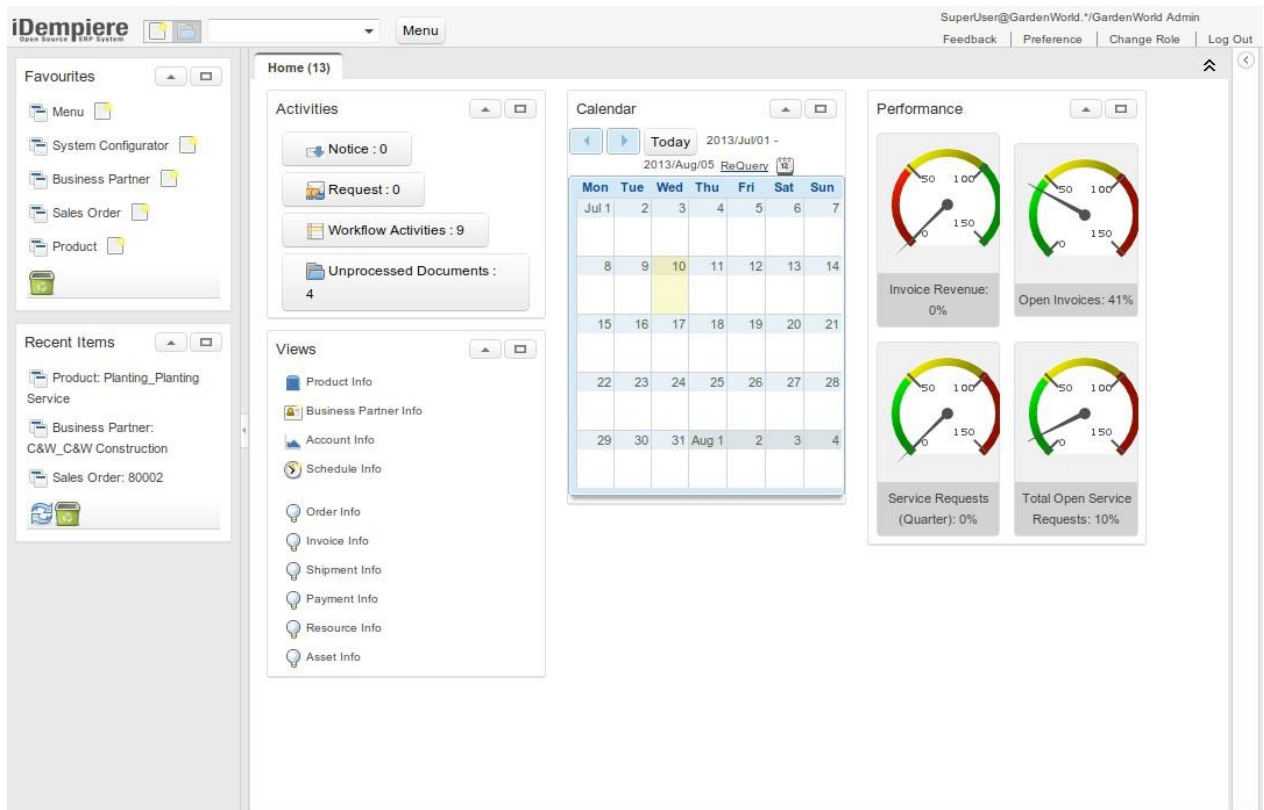 iDempiere
Open Source ERP System
Menu
SuperUser@GardenWorld.*/GardenWorld Admin
Feedback Preference Change Role Log Out
Favourites
Menu
System Configurator
Business Partner
Sales Order
Product
Recent Items
Product: Planting_Planting
Service
Business Partner:
C&W_C&W Construction
Sales Order: 80002
Home (13)
Activities
Notice : 0
Request : 0
Workflow Activities : 9
Unprocessed Documents :
4
Views
Product Info
Business Partner Info
Account Info
Schedule Info
Order Info
Invoice Info
Shipment Info
Payment Info
Resource Info
Asset Info
Calendar
Today 2013/Jul/01 -
2013/Aug/05 ReQuery 12
Mon Tue Wed Thu Fri Sat Sun
Jul 1 2 3 4 5 6 7
8 9 10 11 12 13 14
15 16 17 18 19 20 21
22 23 24 25 26 27 28
29 30 31 Aug 1 2 3 4
Performance
50 100
0 150
Invoice Revenue:
0%
50 100
0 150
Open Invoices: 41%
50 100
0 150
Service Requests
(Quarter): 0%
50 100
0 150
Total Open Service
Requests: 10%